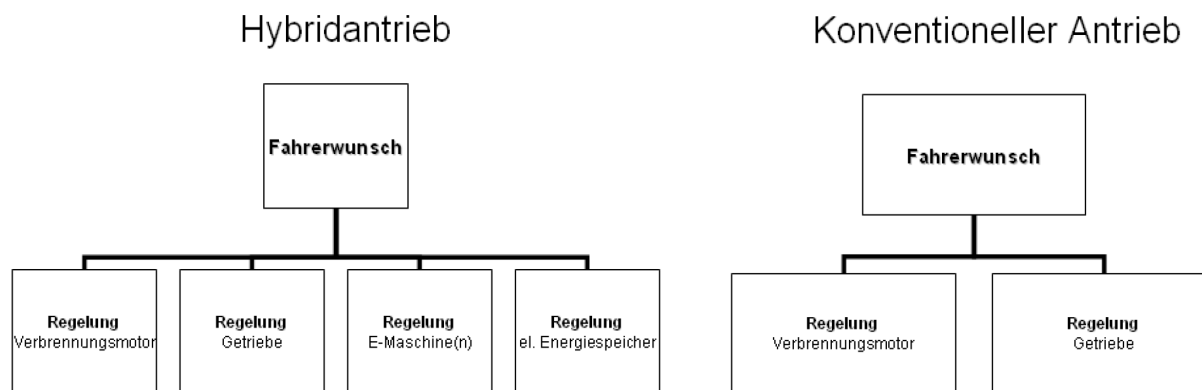 Hybridantrieb
Fahrerwunsch
Regelung
Verbrennungsmotor
Regelung
Getriebe
Regelung
E-Maschine(n)
Regelung
el. Energiespeicher
Konventioneller Antrieb
Fahrerwunsch
Regelung
Verbrennungsmotor
Regelung
Getriebe